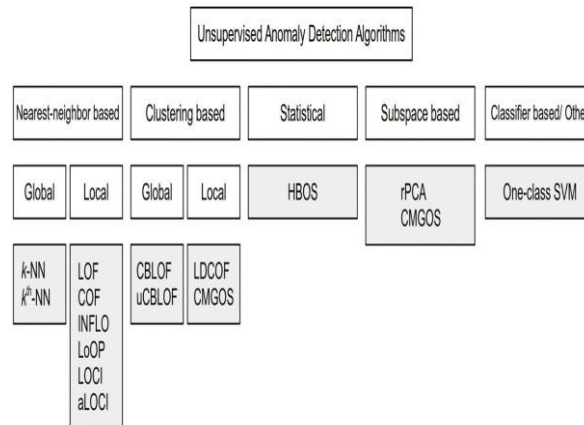 Unsupervised Anomaly Detection Algorithms
Nearest-neighbor based
Clustering based
Statistical
Subspace based
Classifier based/ Other
Global
Local
Global
Local
HBOS
rPCA
CMGOS
One-class SVM
k-NN
kth-NN
LOF
COF
INFLO
LoOP
LOCI
aLOCI
CBLOF
uCBLOF
LDCOF
CMGOS